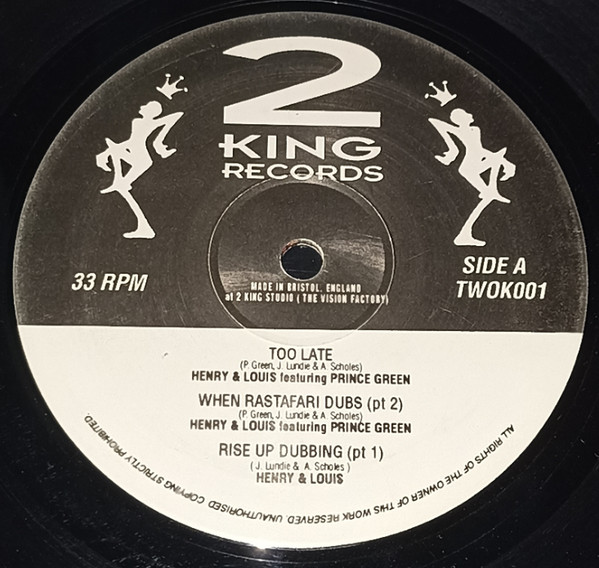 2
KING
RECORDS
33 RPM
SIDE A
TWOK001
MADE IN BRISTOL, ENGLAND
at 2 KING STUDIO ( THE VISION FACTORY)
TOO LATE
(P. Green, J. Lundie & A. Scholes)
HENRY & LOUIS featuring PRINCE GREEN
WHEN RASTAFARI DUBS (pt 2)
(P. Green, J. Lundie & A. Scholes)
HENRY & LOUIS featuring PRINCE GREEN
RISE UP DUBBING (pt 1)
( J. Lundie & A. Scholes )
HENRY & LOUIS
ALL RIGHTS OF THE OWNER OF THIS WORK RESERVED. UNAUTHORISED COPYING STRICTLY PROHIBITED.